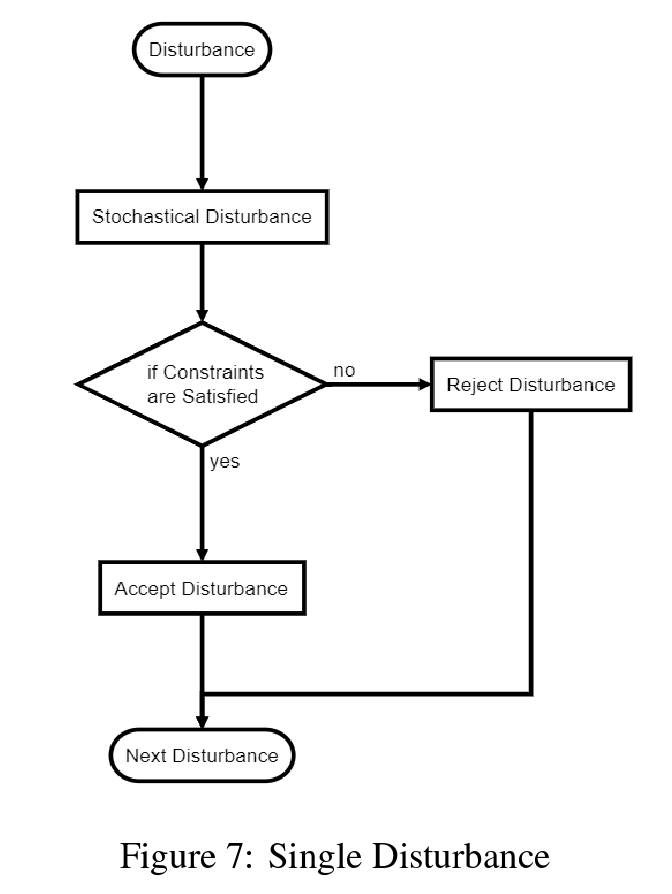 Disturbance
Stochastical Disturbance
if Constraints
are Satisfied
no
Reject Disturbance
yes
Accept Disturbance
Next Disturbance
Figure 7: Single Disturbance